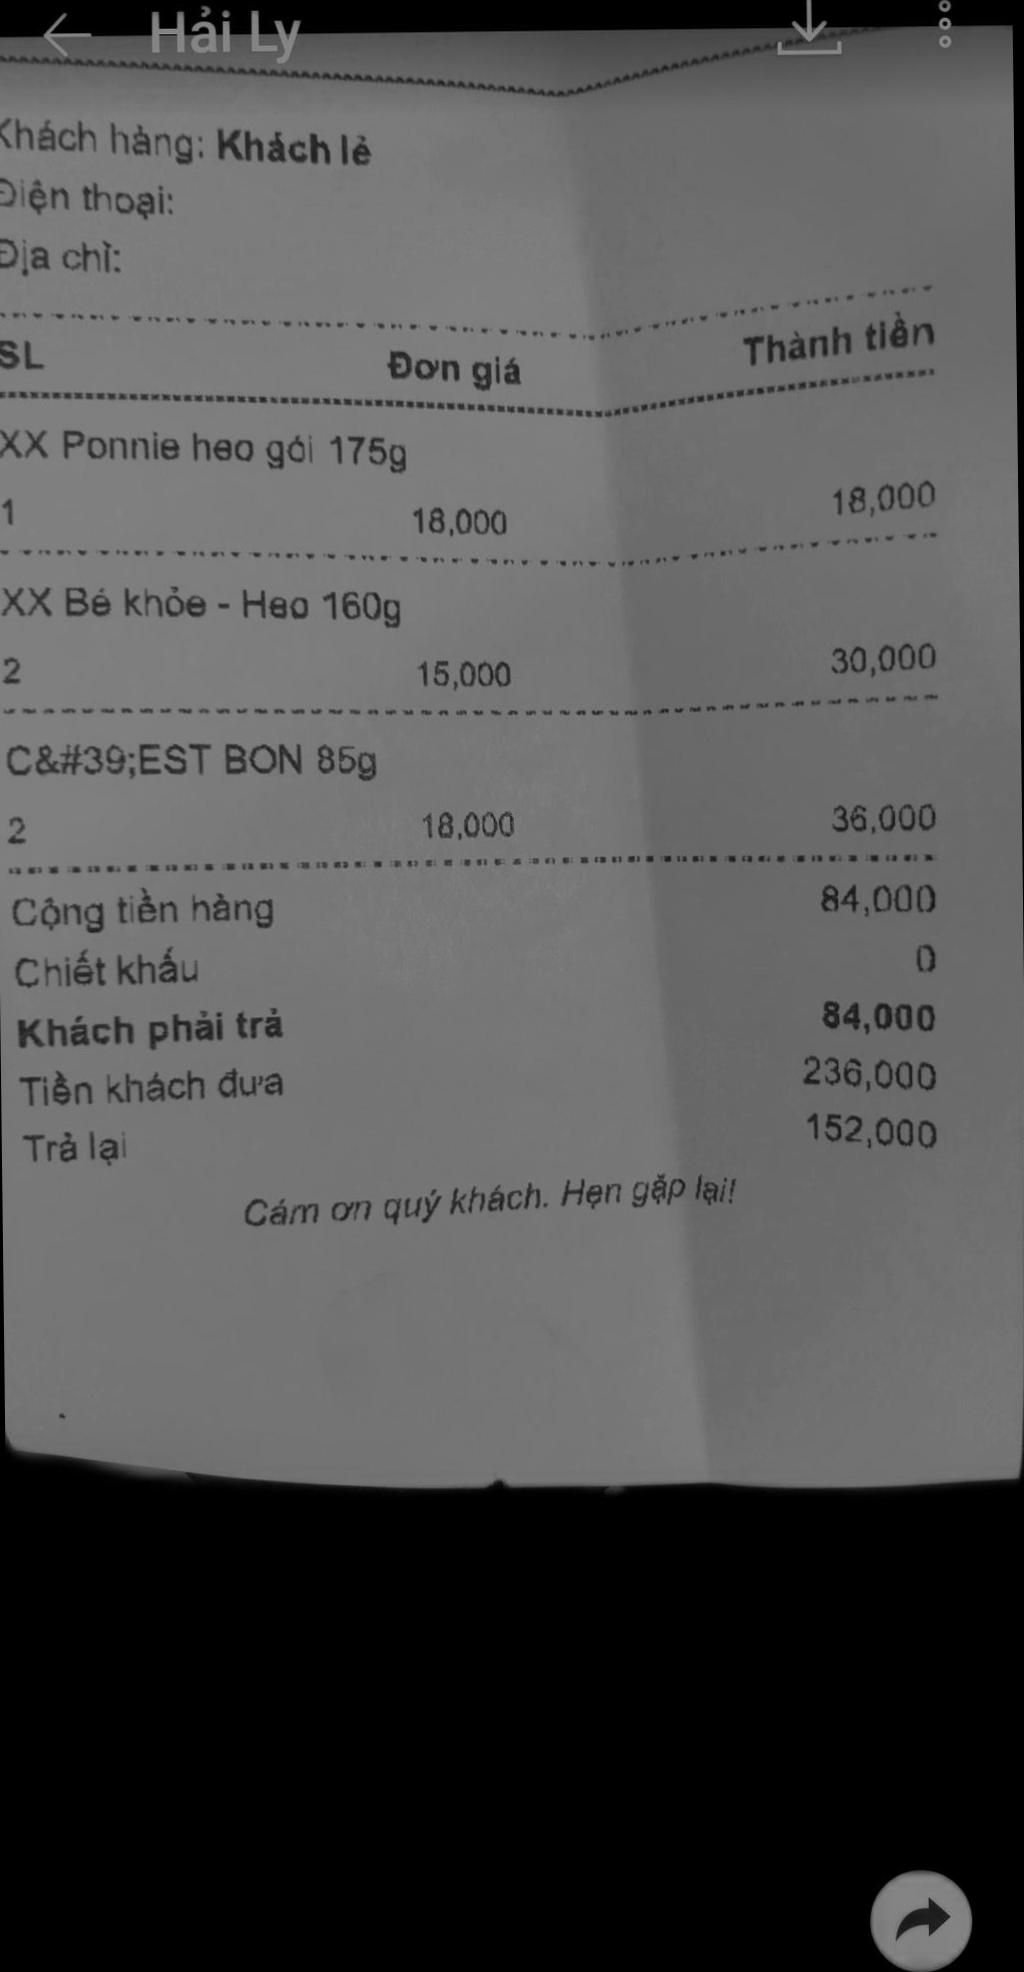 Hải Ly
Khách hàng: Khách lẻ
Điện thoại:
Địa chỉ:
SL Đơn giá Thành tiền
XX Ponnie heo gói 175g
1 18,000 18,000
XX Bé khỏe - Heo 160g
2 15,000 30,000
C&#39;EST BON 85g
2 18,000 36,000
Cộng tiền hàng 84,000
Chiết khấu 0
Khách phải trả 84,000
Tiền khách đưa 236,000
Trả lại 152,000
Cám ơn quý khách. Hẹn gặp lại!